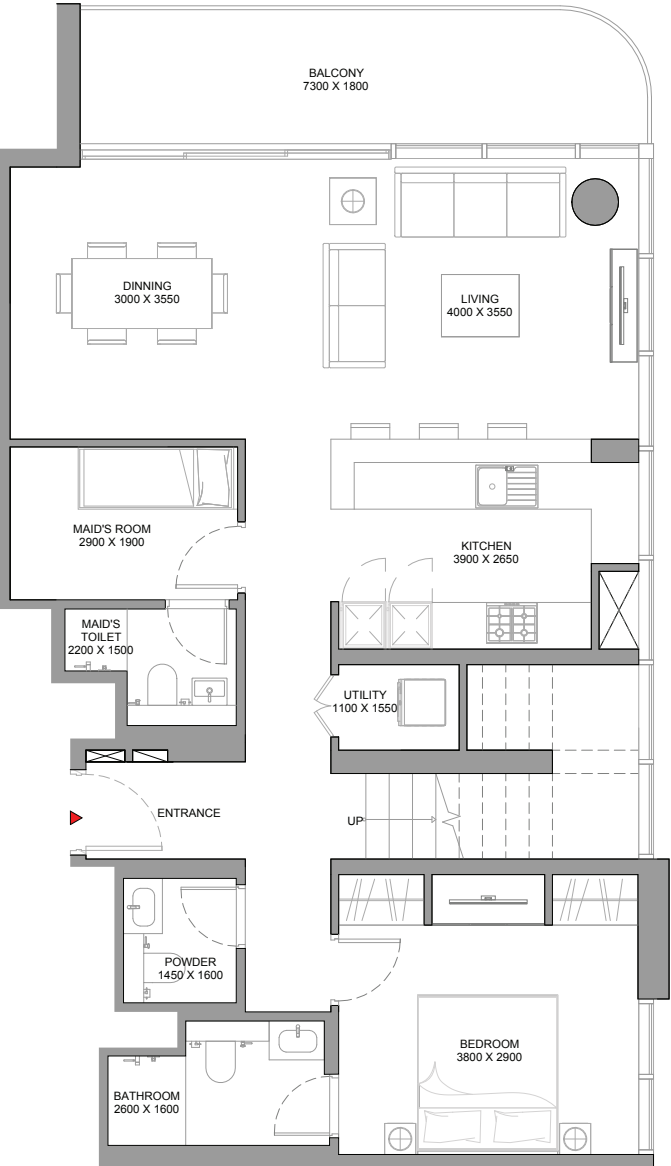 BALCONY
7300 X 1800
DINNING
3000 X 3550
LIVING
4000 X 3550
MAID'S ROOM
2900 X 1900
KITCHEN
3900 X 2650
MAID'S
TOILET
2200 X 1500
UTILITY
1100 X 1550
ENTRANCE
UP
POWDER
1450 X 1600
BEDROOM
3800 X 2900
BATHROOM
2600 X 1600